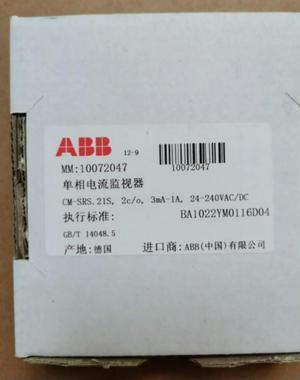 ABB 12-9
MM:10072047 10072047
单相电流监视器
CM-SRS.21S, 2c/o, 3mA-1A, 24-240VAC/DC
执行标准: BA1022YM0116D04
GB/T 14048.5
产地:德国 进口商:ABB(中国)有限公司